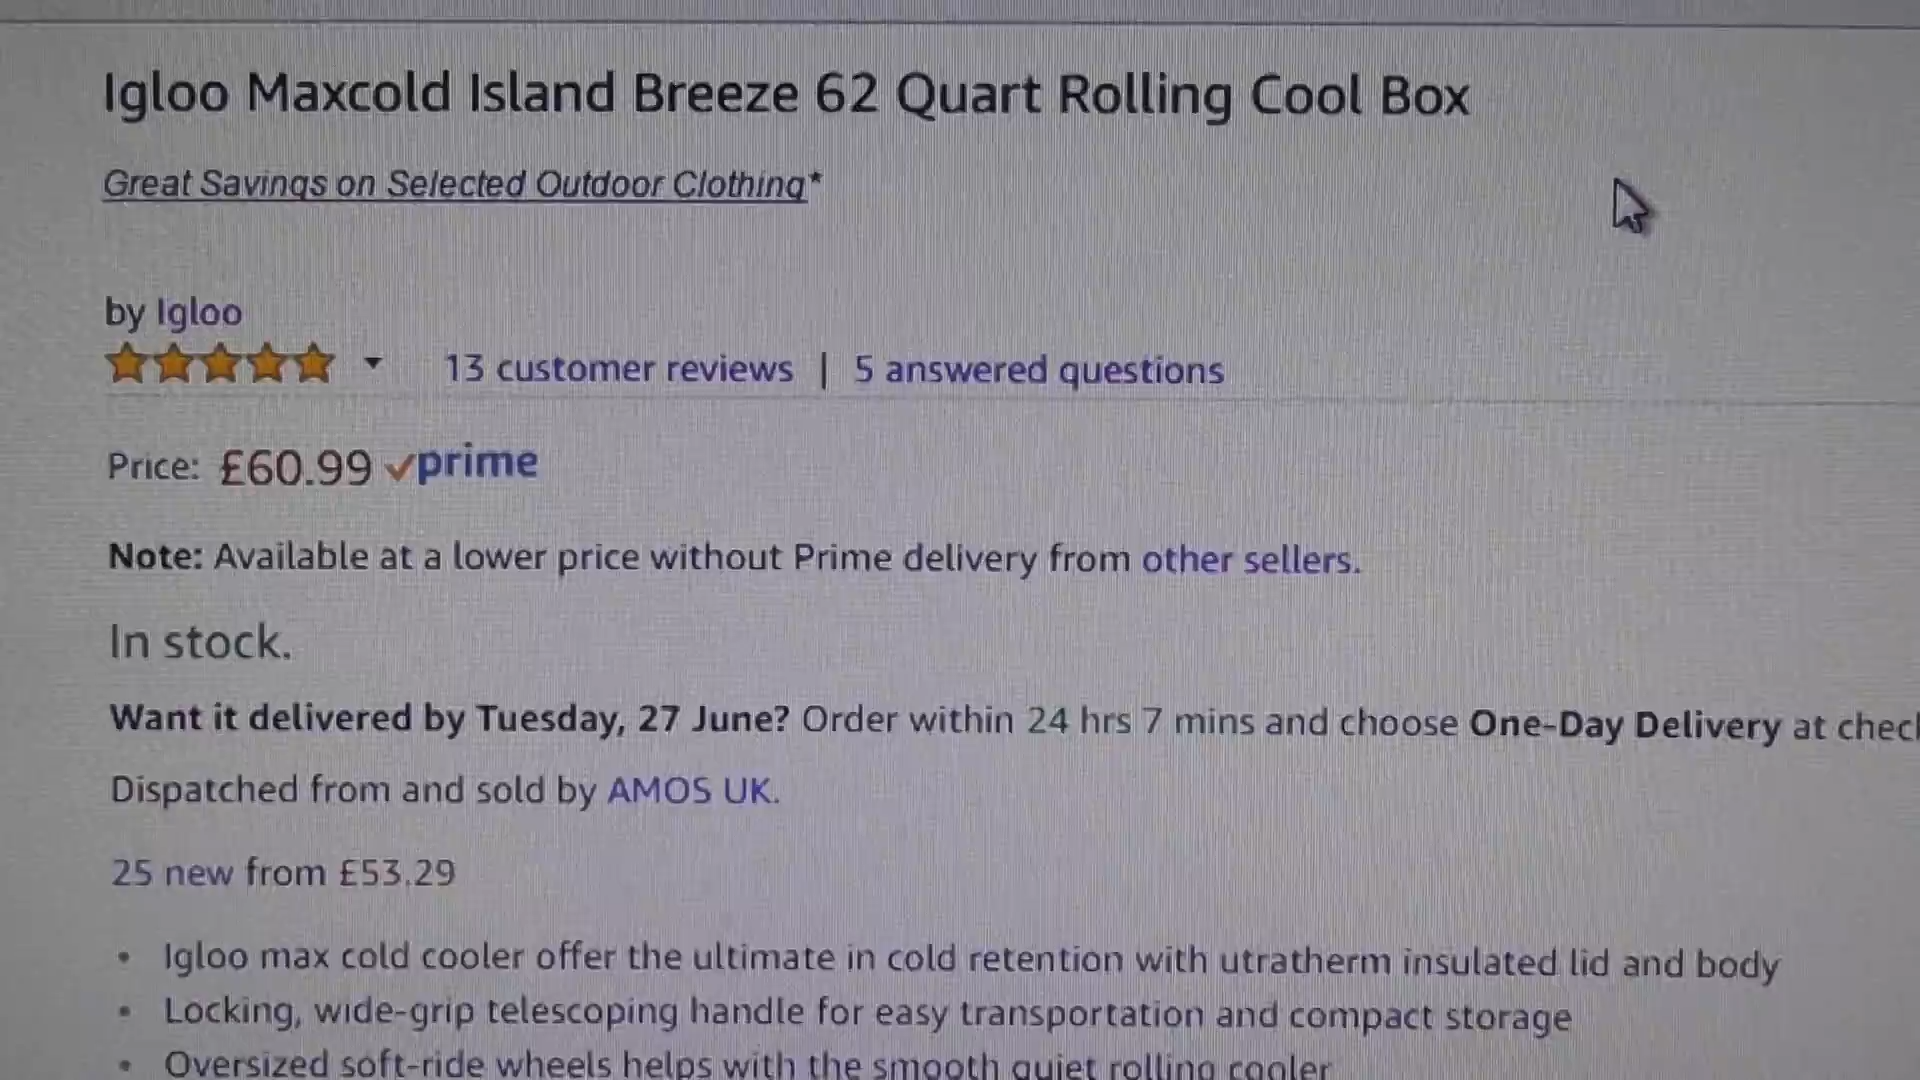 Igloo Maxcold Island Breeze 62 Quart Rolling Cool Box
Great Savings on Selected Outdoor Clothing*
by Igloo
13 customer reviews | 5 answered questions
Price: £60.99 prime
Note: Available at a lower price without Prime delivery from other sellers.
In stock.
Want it delivered by Tuesday, 27 June? Order within 24 hrs 7 mins and choose One-Day Delivery at chec
Dispatched from and sold by AMOS UK.
25 new from £53.29
• Igloo max cold cooler offer the ultimate in cold retention with utratherm insulated lid and body
• Locking, wide-grip telescoping handle for easy transportation and compact storage
• Oversized soft-ride wheels helps with the smooth quiet rolling cooler